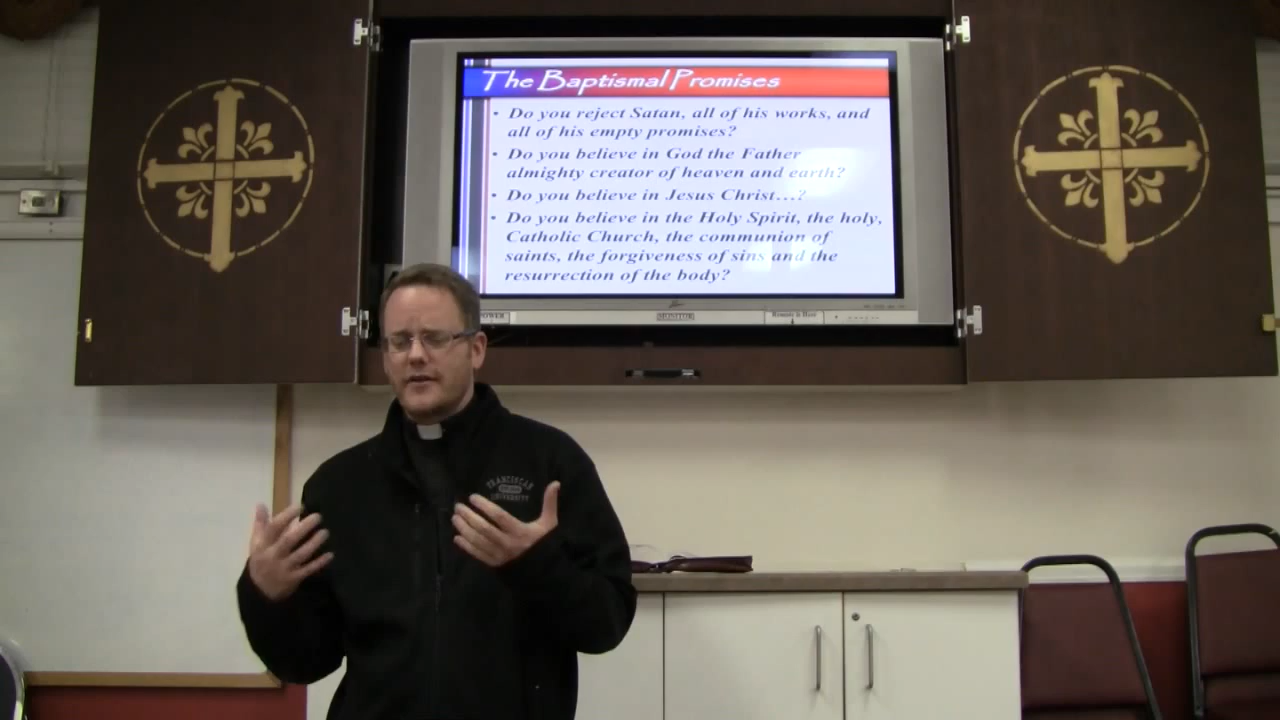 The Baptismal Promises
• Do you reject Satan, all of his works, and
all of his empty promises?
• Do you believe in God the Father
almighty creator of heaven and earth?
• Do you believe in Jesus Christ…?
• Do you believe in the Holy Spirit, the holy,
Catholic Church, the communion of
saints, the forgiveness of sins and the
resurrection of the body?
POWER
MONITOR
FRANCISCAN
UNIVERSITY